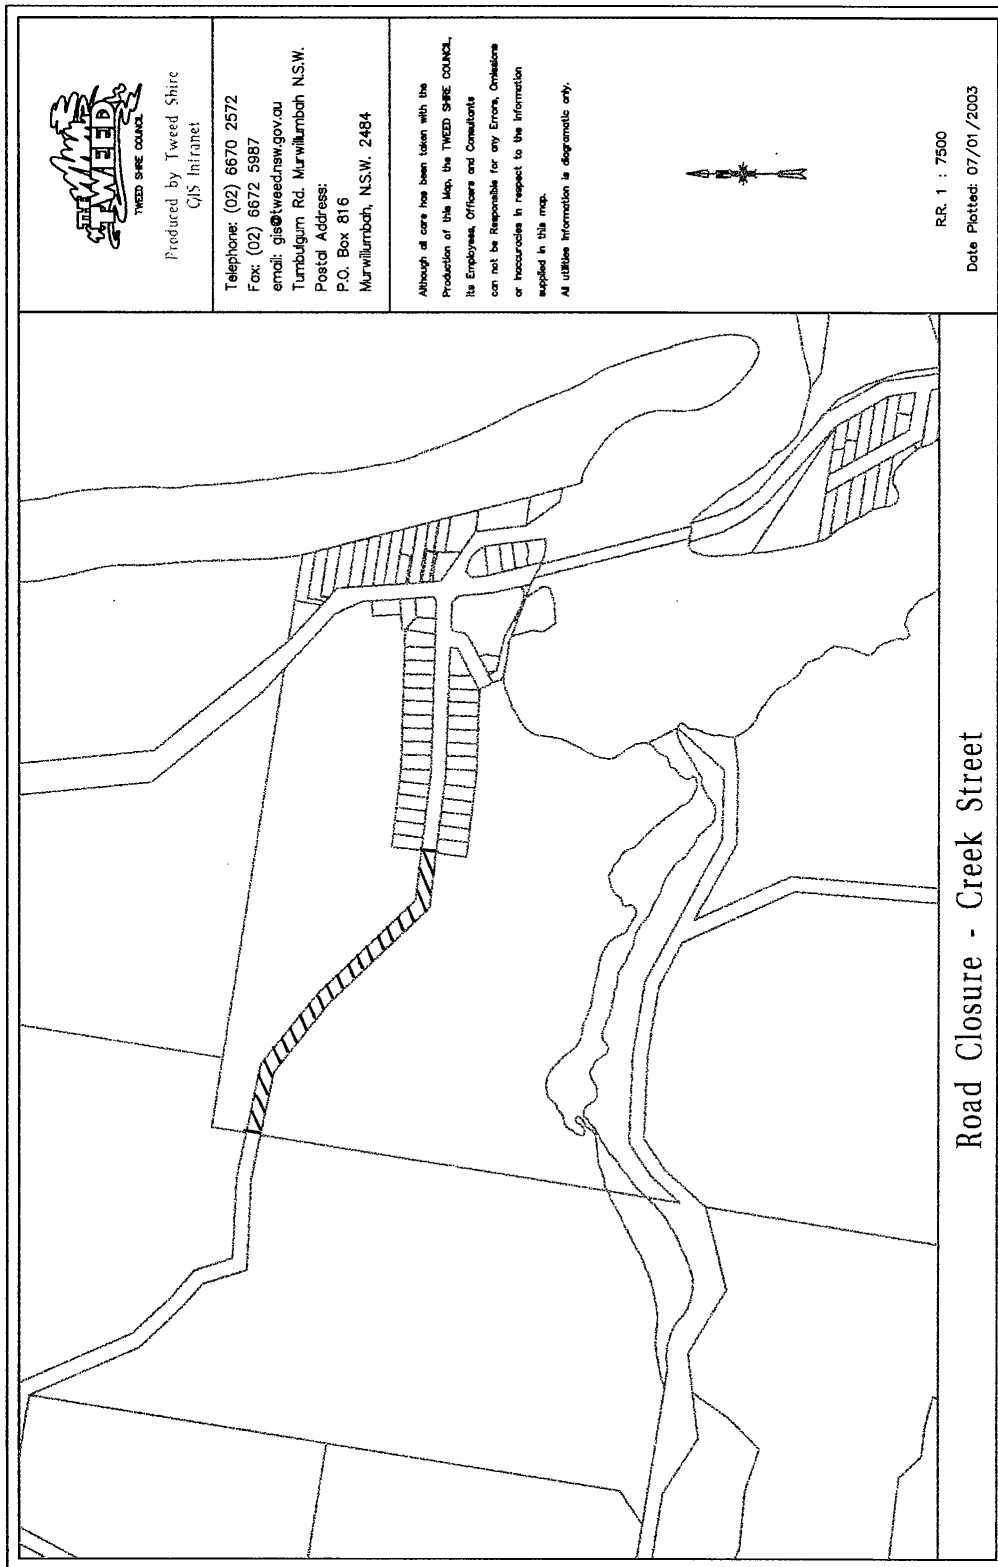 THE
TWEED
TWEED SHIRE COUNCIL
Produced by Tweed Shire
GIS Intranet
Telephone: (02) 6670 2572
Fax: (02) 6672 5987
email: gis@tweed.nsw.gov.au
Tumbulgum Rd. Murwillumbah N.S.W.
Postal Address:
P.O. Box 816
Murwillumbah, N.S.W. 2484
Although all care has been taken with the
Production of this Map, the TWEED SHIRE COUNCIL,
its Employees, Officers and Consultants
can not be Responsible for any Errors, Omissions
or Inaccuracies in respect to the Information
supplied in this map.
All utilities Information is diagramatic only.
R.R. 1 : 7500
Date Plotted: 07/01/2003
Road Closure - Creek Street